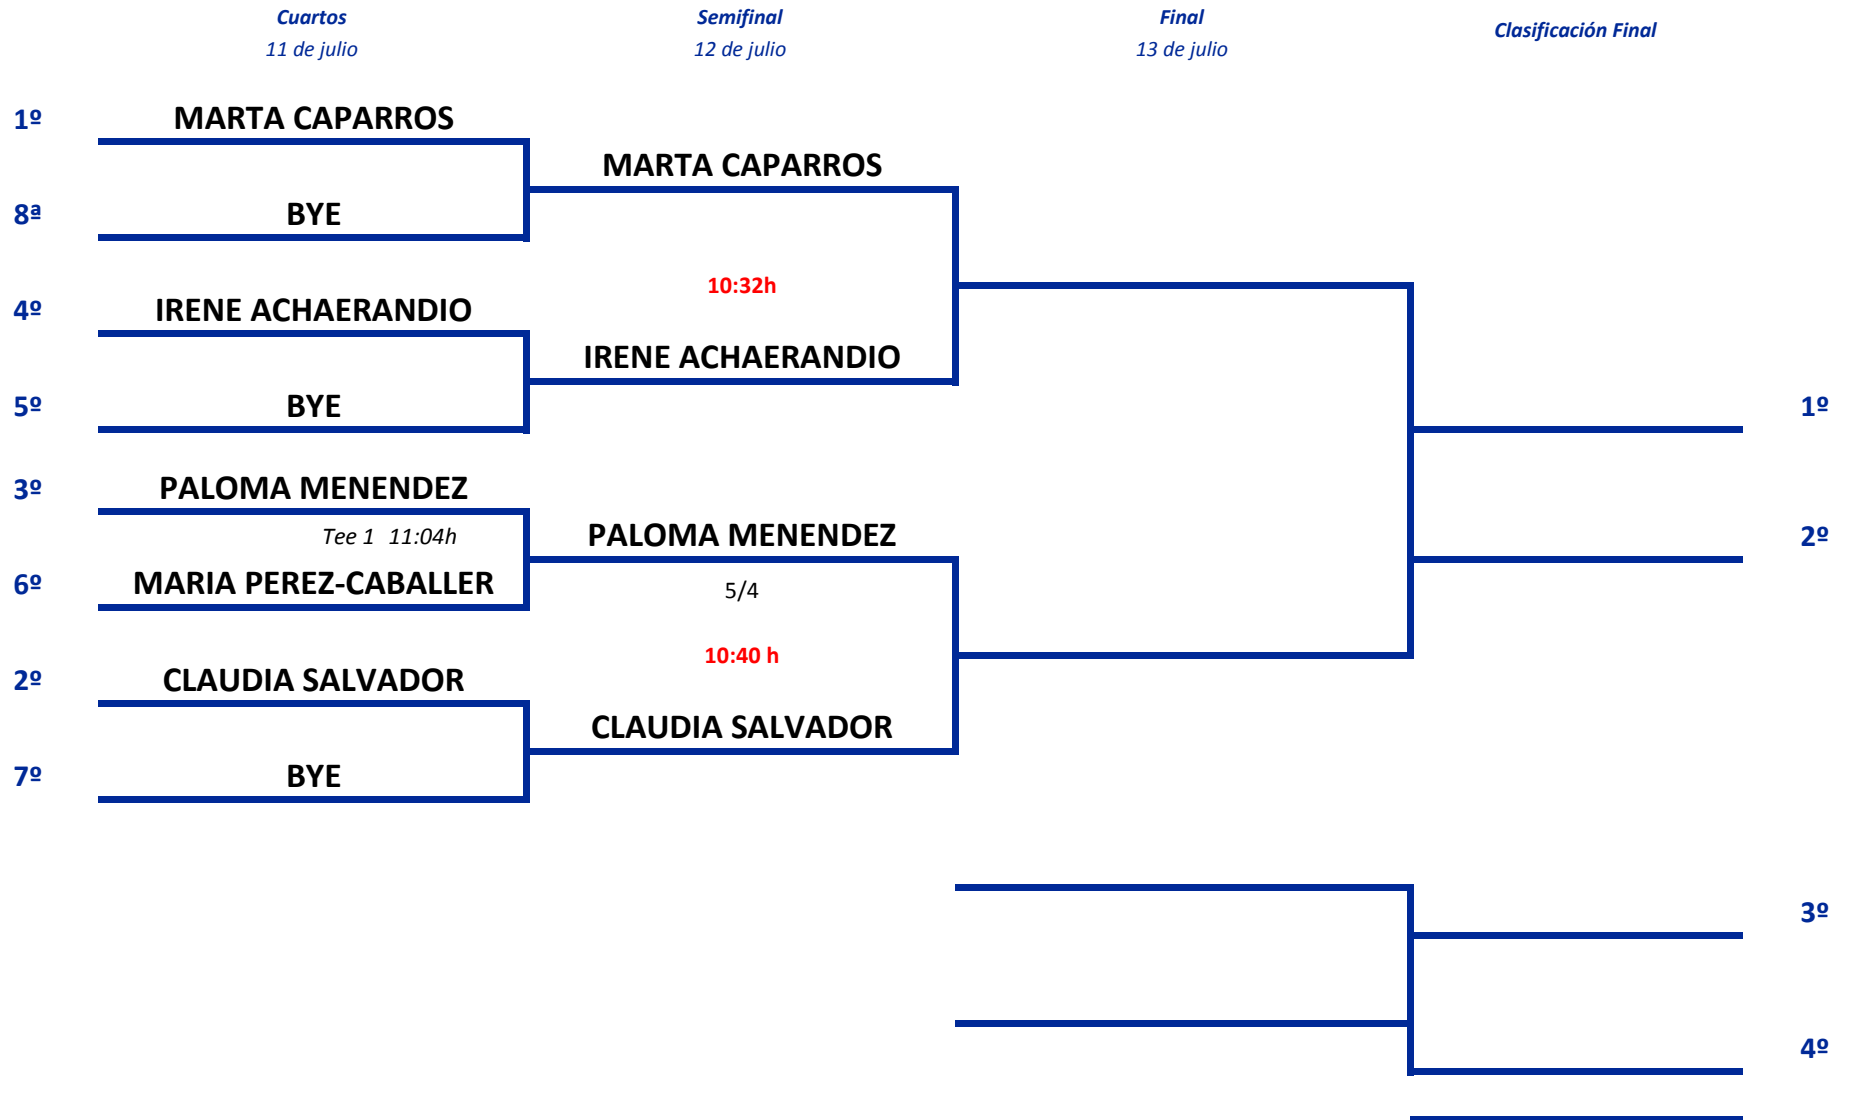 Cuartos
11 de julio
Semifinal
12 de julio
Final
13 de julio
Clasificación Final
1º
MARTA CAPARROS
MARTA CAPARROS
8ª
BYE
10:32h
4º
IRENE ACHAERANDIO
IRENE ACHAERANDIO
5º
BYE
1º
3º
PALOMA MENENDEZ
Tee 1 11:04h
PALOMA MENENDEZ
2º
6º
MARIA PEREZ-CABALLER
5/4
10:40 h
2º
CLAUDIA SALVADOR
CLAUDIA SALVADOR
7º
BYE
3º
4º